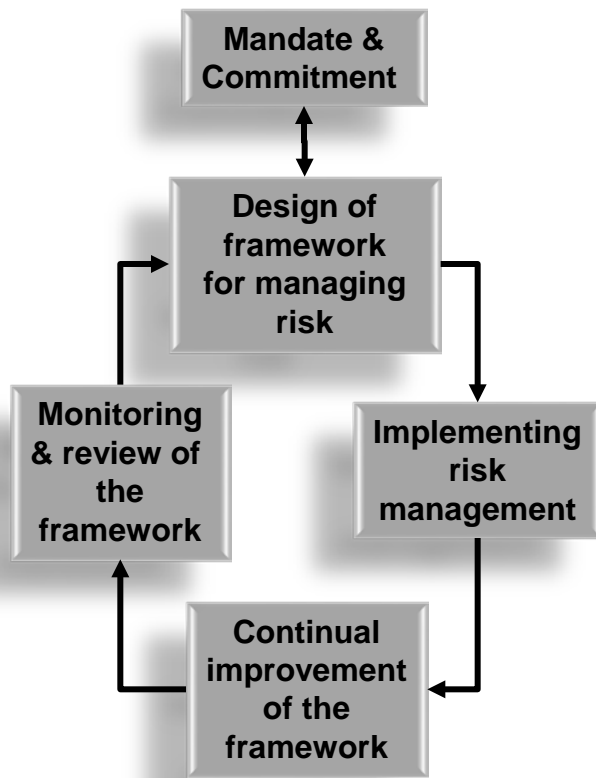 Mandate &
Commitment
Design of
framework
for managing
risk
Monitoring
& review of
the
framework
Implementing
risk
management
Continual
improvement
of the
framework